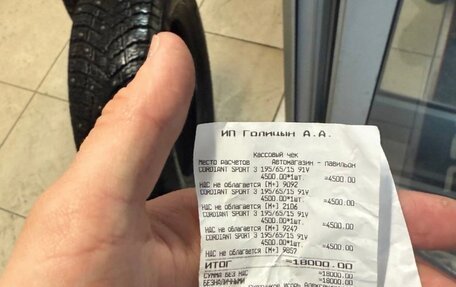 ИП Голицын А.А.
Кассовый чек
Место расчетов Автомагазин - павильон
CORDIANT SPORT 3 195/65/15 91V
4500.00*1шт. =4500.00
НДС не облагается [М+] 9092
CORDIANT SPORT 3 195/65/15 91V
4500.00*1шт. =4500.00
НДС не облагается [М+] 2106
CORDIANT SPORT 3 195/65/15 91V
4500.00*1шт. =4500.00
НДС не облагается [М+] 9247
CORDIANT SPORT 3 195/65/15 91V
4500.00*1шт. =4500.00
НДС не облагается [М+] 9857
ИТОГ =18000.00
СУММА БЕЗ НДС =18000.00
БЕЗНАЛИЧНЫМИ =18000.00
Игорь